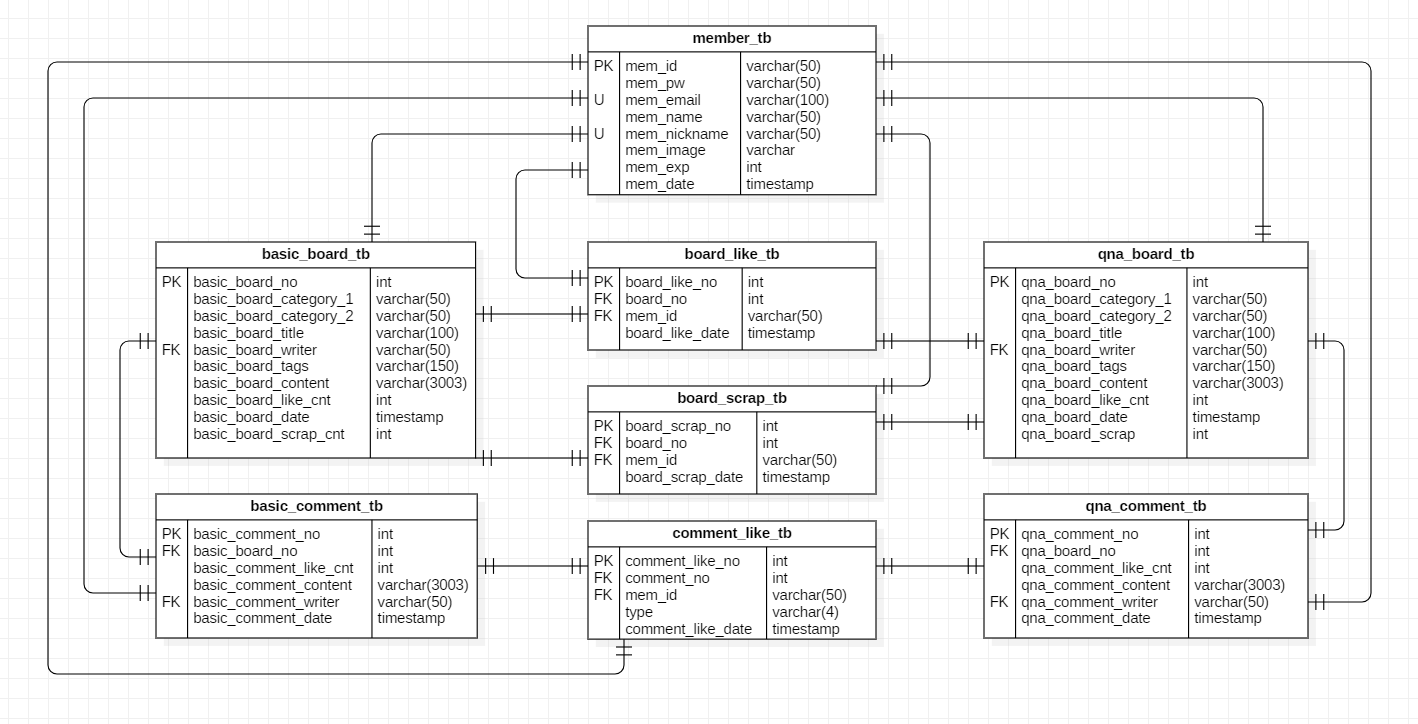 member_tb
PK mem_id varchar(50)
mem_pw varchar(50)
U mem_email varchar(100)
mem_name varchar(50)
U mem_nickname varchar(50)
mem_image varchar
mem_exp int
mem_date timestamp
basic_board_tb
PK basic_board_no int
basic_board_category_1 varchar(50)
basic_board_category_2 varchar(50)
basic_board_title varchar(100)
FK basic_board_writer varchar(50)
basic_board_tags varchar(150)
basic_board_content varchar(3003)
basic_board_like_cnt int
basic_board_date timestamp
basic_board_scrap_cnt int
board_like_tb
PK board_like_no int
FK board_no int
FK mem_id varchar(50)
board_like_date timestamp
qna_board_tb
PK qna_board_no int
qna_board_category_1 varchar(50)
qna_board_category_2 varchar(50)
qna_board_title varchar(100)
FK qna_board_writer varchar(50)
qna_board_tags varchar(150)
qna_board_content varchar(3003)
qna_board_like_cnt int
qna_board_date timestamp
qna_board_scrap int
board_scrap_tb
PK board_scrap_no int
FK board_no int
FK mem_id varchar(50)
board_scrap_date timestamp
basic_comment_tb
PK basic_comment_no int
FK basic_board_no int
basic_comment_like_cnt int
basic_comment_content varchar(3003)
FK basic_comment_writer varchar(50)
basic_comment_date timestamp
comment_like_tb
PK comment_like_no int
FK comment_no int
FK mem_id varchar(50)
type varchar(4)
comment_like_date timestamp
qna_comment_tb
PK qna_comment_no int
FK qna_board_no int
qna_comment_like_cnt int
qna_comment_content varchar(3003)
FK qna_comment_writer varchar(50)
qna_comment_date timestamp